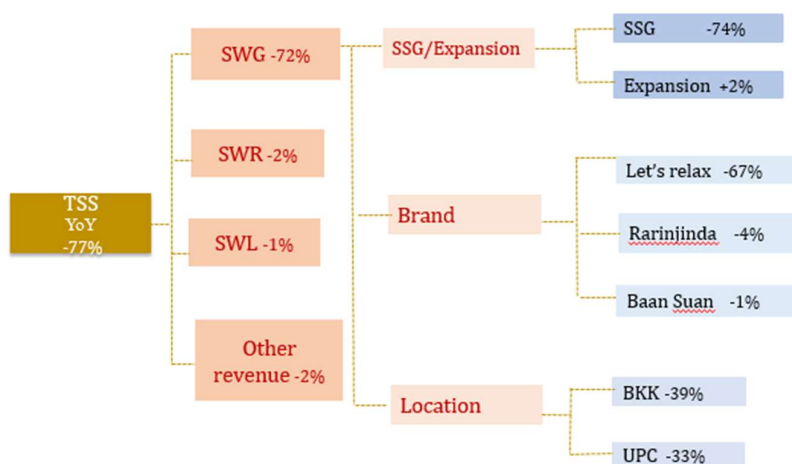 TSS
YoY
-77%
SWG -72%
SWR -2%
SWL -1%
Other
revenue -2%
SSG/Expansion
Brand
Location
SSG -74%
Expansion +2%
Let's relax -67%
Rarinjinda -4%
Baan Suan -1%
BKK -39%
UPC -33%